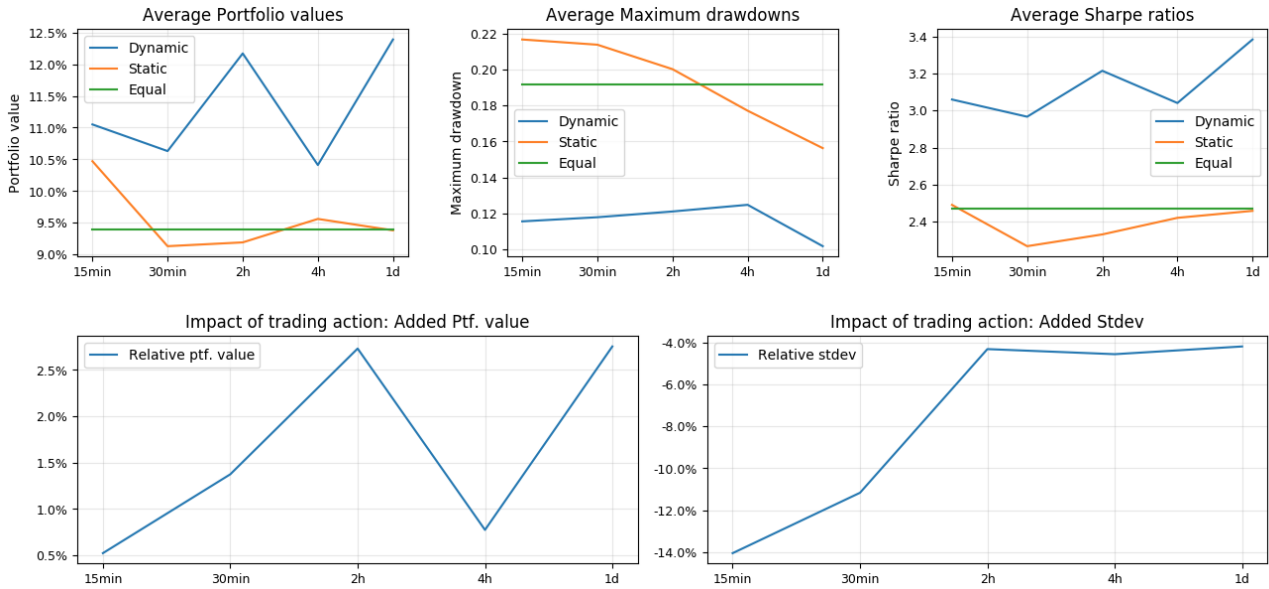 Average Portfolio values
Portfolio value
12.5%
12.0%
11.5%
11.0%
10.5%
10.0%
9.5%
9.0%
Dynamic
Static
Equal
15min 30min 2h 4h 1d
Average Maximum drawdowns
Maximum drawdown
0.22
0.20
0.18
0.16
0.14
0.12
0.10
Dynamic
Static
Equal
15min 30min 2h 4h 1d
Average Sharpe ratios
Sharpe ratio
3.4
3.2
3.0
2.8
2.6
2.4
Dynamic
Static
Equal
15min 30min 2h 4h 1d
Impact of trading action: Added Ptf. value
Relative ptf. value
2.5%
2.0%
1.5%
1.0%
0.5%
15min 30min 2h 4h 1d
Impact of trading action: Added Stdev
Relative stdev
-4.0%
-6.0%
-8.0%
-10.0%
-12.0%
-14.0%
15min 30min 2h 4h 1d